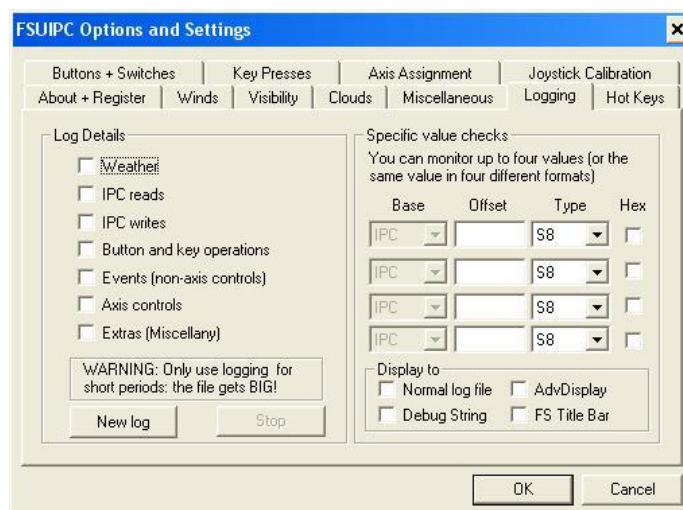 FSUIPC Options and Settings
Buttons + Switches Key Presses Axis Assignment Joystick Calibration
About + Register Winds Visibility Clouds Miscellaneous Logging Hot Keys
Log Details
Weather
IPC reads
IPC writes
Button and key operations
Events (non-axis controls)
Axis controls
Extras (Miscellany)
WARNING: Only use logging for
short periods: the file gets BIG!
New log Stop
Specific value checks
You can monitor up to four values (or the
same value in four different formats)
Base Offset Type Hex
IPC S8
IPC S8
IPC S8
IPC S8
Display to
Normal log file AdvDisplay
Debug String FS Title Bar
OK Cancel